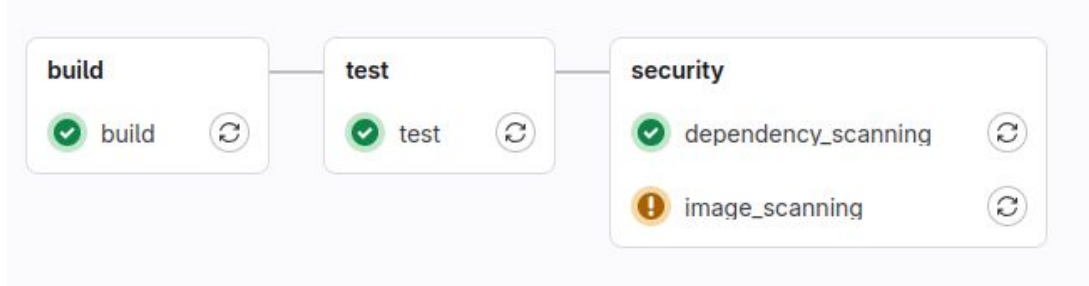 build
build
test
test
security
dependency_scanning
image_scanning